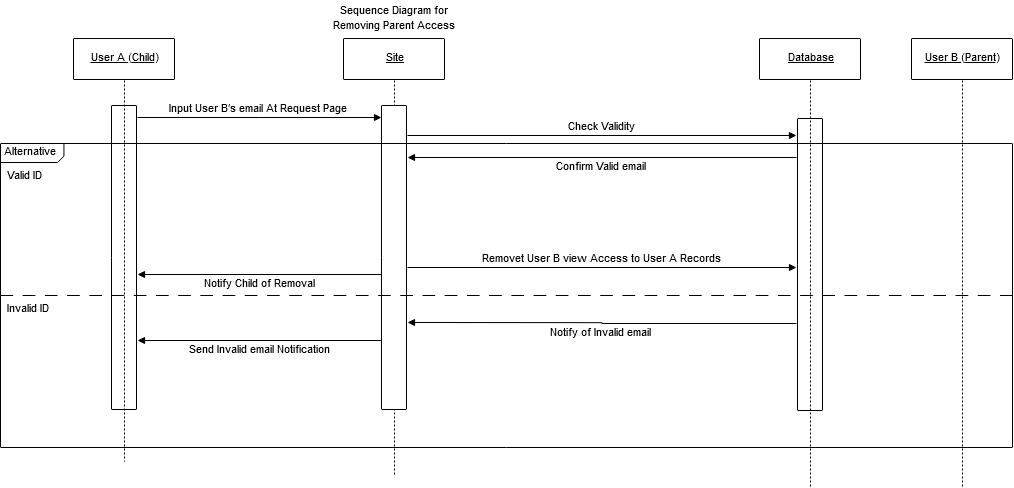 Sequence Diagram for
Removing Parent Access
User A (Child)
Site
Database
User B (Parent)
Input User B's email At Request Page
Check Validity
Alternative
Confirm Valid email
Valid ID
Removet User B view Access to User A Records
Notify Child of Removal
Invalid ID
Notify of Invalid email
Send Invalid email Notification